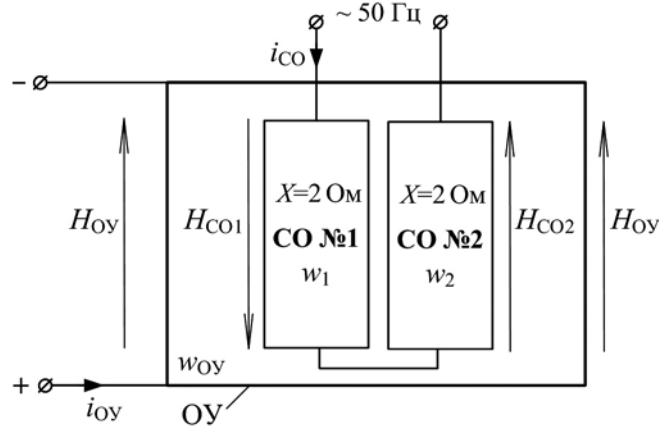 ~ 50 Гц
iСО
−
HОУ
HСО1
X=2 Ом
СО №1
w1
X=2 Ом
СО №2
w2
HСО2
HОУ
wОУ
+
iОУ
ОУ